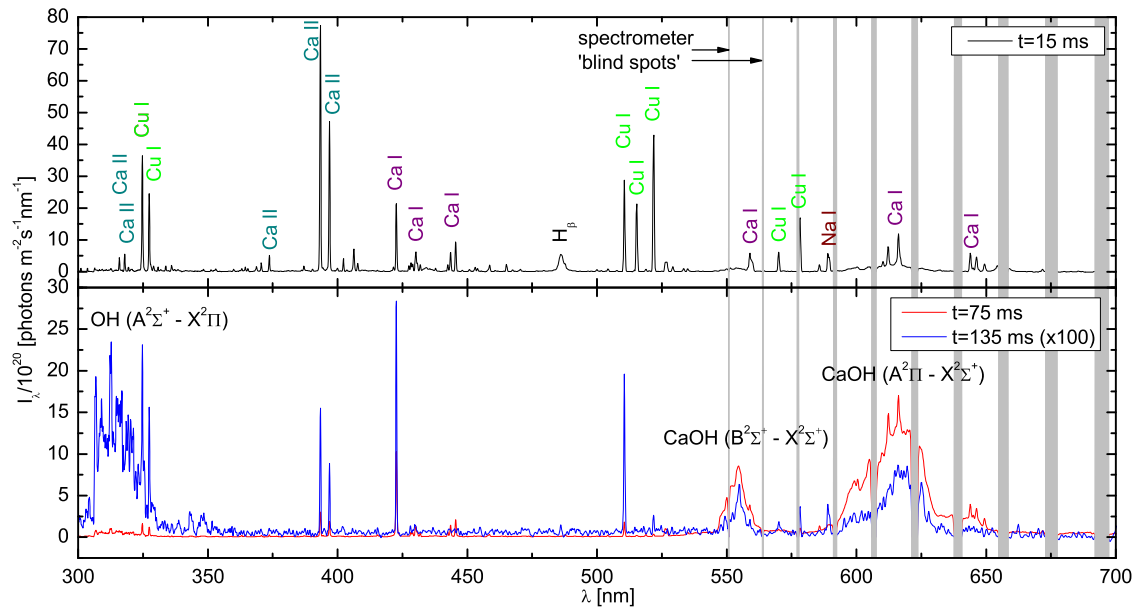 80
70
60
50
40
30
20
10
0
Ca II
Ca II
Cu I
Cu I
Ca II
Ca II
Ca II
Ca I
Ca I
Ca I
Hβ
Cu I
Cu I
Cu I
spectrometer
'blind spots'
Ca I
Cu I
Cu I
Na I
Ca I
Ca I
t=15 ms
Iλ/10²⁰ [photons m⁻²s⁻¹nm⁻¹]
25
20
15
10
5
0
OH (A²Σ⁺ - X²Π)
t=75 ms
t=135 ms (x100)
CaOH (A²Π - X²Σ⁺)
CaOH (B²Σ⁺ - X²Σ⁺)
300 350 400 450 500 550 600 650 700
λ [nm]